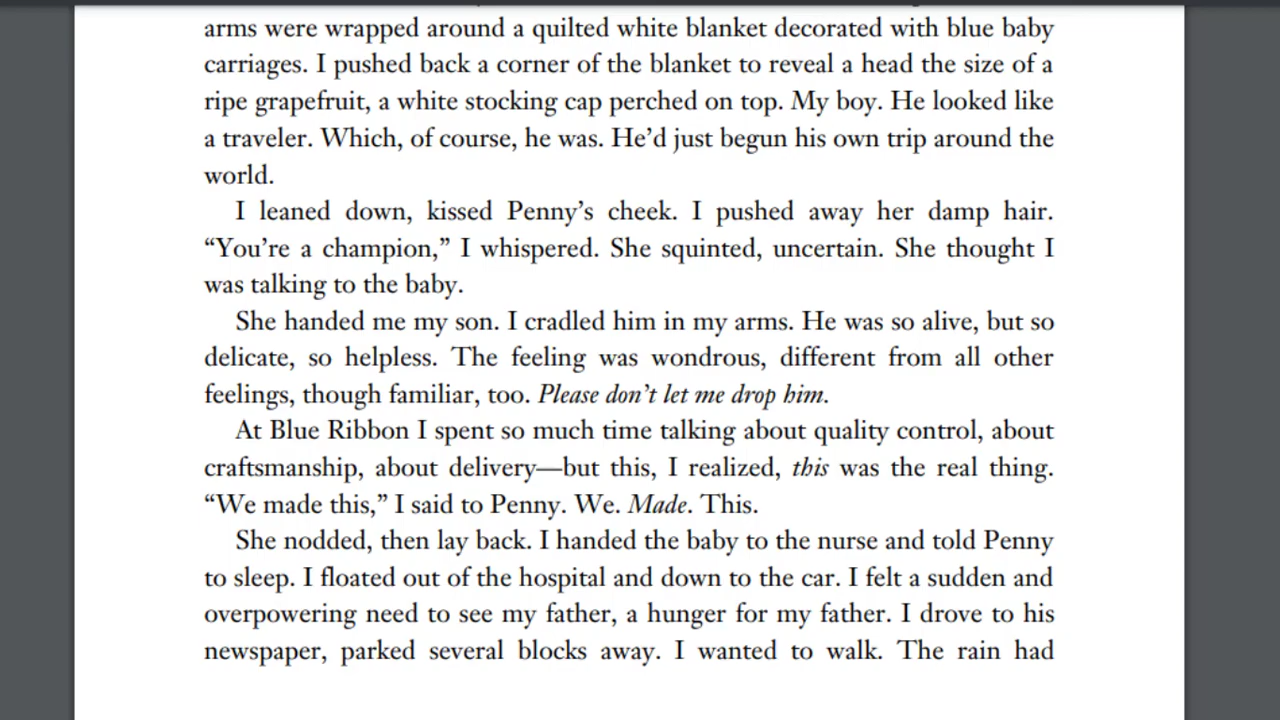 arms were wrapped around a quilted white blanket decorated with blue baby
carriages. I pushed back a corner of the blanket to reveal a head the size of a
ripe grapefruit, a white stocking cap perched on top. My boy. He looked like
a traveler. Which, of course, he was. He’d just begun his own trip around the
world.
I leaned down, kissed Penny’s cheek. I pushed away her damp hair.
“You’re a champion,” I whispered. She squinted, uncertain. She thought I
was talking to the baby.
She handed me my son. I cradled him in my arms. He was so alive, but so
delicate, so helpless. The feeling was wondrous, different from all other
feelings, though familiar, too. Please don’t let me drop him.
At Blue Ribbon I spent so much time talking about quality control, about
craftsmanship, about delivery—but this, I realized, this was the real thing.
“We made this,” I said to Penny. We. Made. This.
She nodded, then lay back. I handed the baby to the nurse and told Penny
to sleep. I floated out of the hospital and down to the car. I felt a sudden and
overpowering need to see my father, a hunger for my father. I drove to his
newspaper, parked several blocks away. I wanted to walk. The rain had